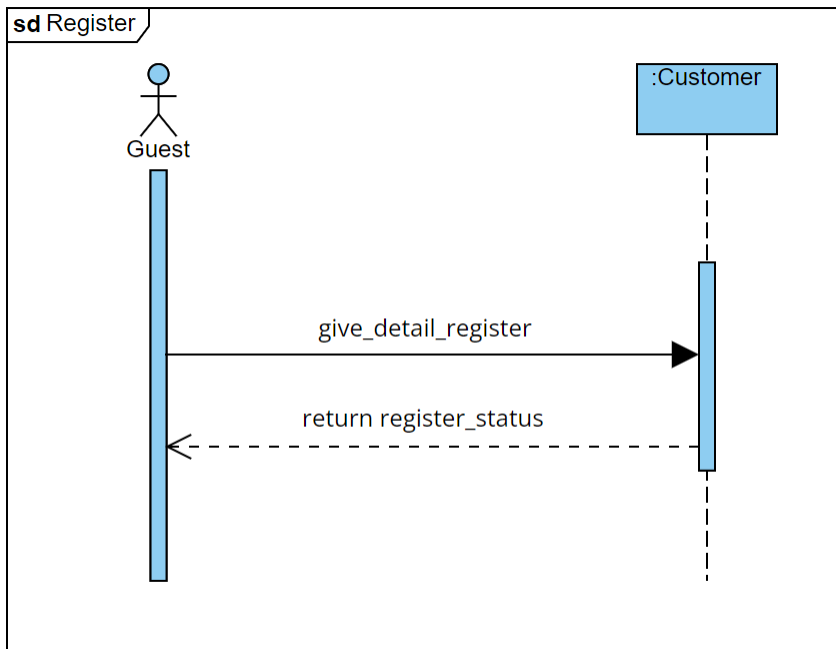 sd Register
:Customer
Guest
give_detail_register
return register_status